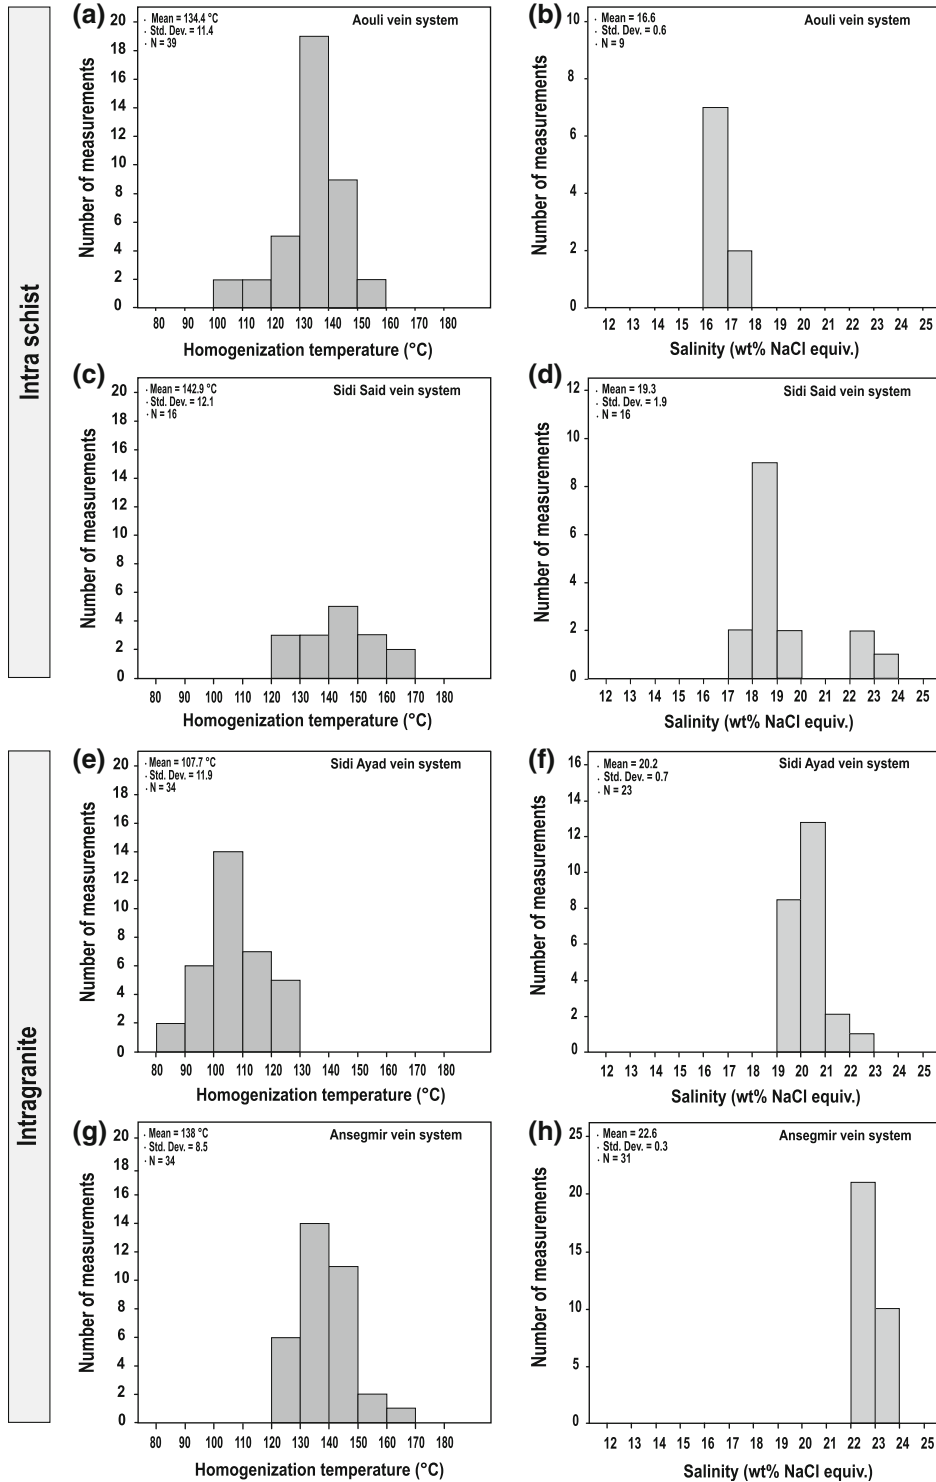 Intra schist
Intragranite
(a)
· Mean = 134.4 °C
· Std. Dev. = 11.4
· N = 39
Aouli vein system
Number of measurements
20
18
16
14
12
10
8
6
4
2
0
80 90 100 110 120 130 140 150 160 170 180
Homogenization temperature (°C)
(b)
· Mean = 16.6
· Std. Dev. = 0.6
· N = 9
Aouli vein system
Number of measurements
10
8
6
4
2
0
12 13 14 15 16 17 18 19 20 21 22 23 24 25
Salinity (wt% NaCl equiv.)
(c)
· Mean = 142.9 °C
· Std. Dev. = 12.1
· N = 16
Sidi Said vein system
Number of measurements
20
18
16
14
12
10
8
6
4
2
0
80 90 100 110 120 130 140 150 160 170 180
Homogenization temperature (°C)
(d)
· Mean = 19.3
· Std. Dev. = 1.9
· N = 16
Sidi Said vein system
Number of measurements
12
10
8
6
4
2
0
12 13 14 15 16 17 18 19 20 21 22 23 24 25
Salinity (wt% NaCl equiv.)
(e)
· Mean = 107.7 °C
· Std. Dev. = 11.9
· N = 34
Sidi Ayad vein system
Number of measurements
20
18
16
14
12
10
8
6
4
2
0
80 90 100 110 120 130 140 150 160 170 180
Homogenization temperature (°C)
(f)
· Mean = 20.2
· Std. Dev. = 0.7
· N = 23
Sidi Ayad vein system
Number of measurements
16
14
12
10
8
6
4
2
0
12 13 14 15 16 17 18 19 20 21 22 23 24 25
Salinity (wt% NaCl equiv.)
(g)
· Mean = 138 °C
· Std. Dev. = 8.5
· N = 34
Ansegmir vein system
Number of measurements
20
18
16
14
12
10
8
6
4
2
0
80 90 100 110 120 130 140 150 160 170 180
Homogenization temperature (°C)
(h)
· Mean = 22.6
· Std. Dev. = 0.3
· N = 31
Ansegmir vein system
Number of measurements
25
20
15
10
5
0
12 13 14 15 16 17 18 19 20 21 22 23 24 25
Salinity (wt% NaCl equiv.)